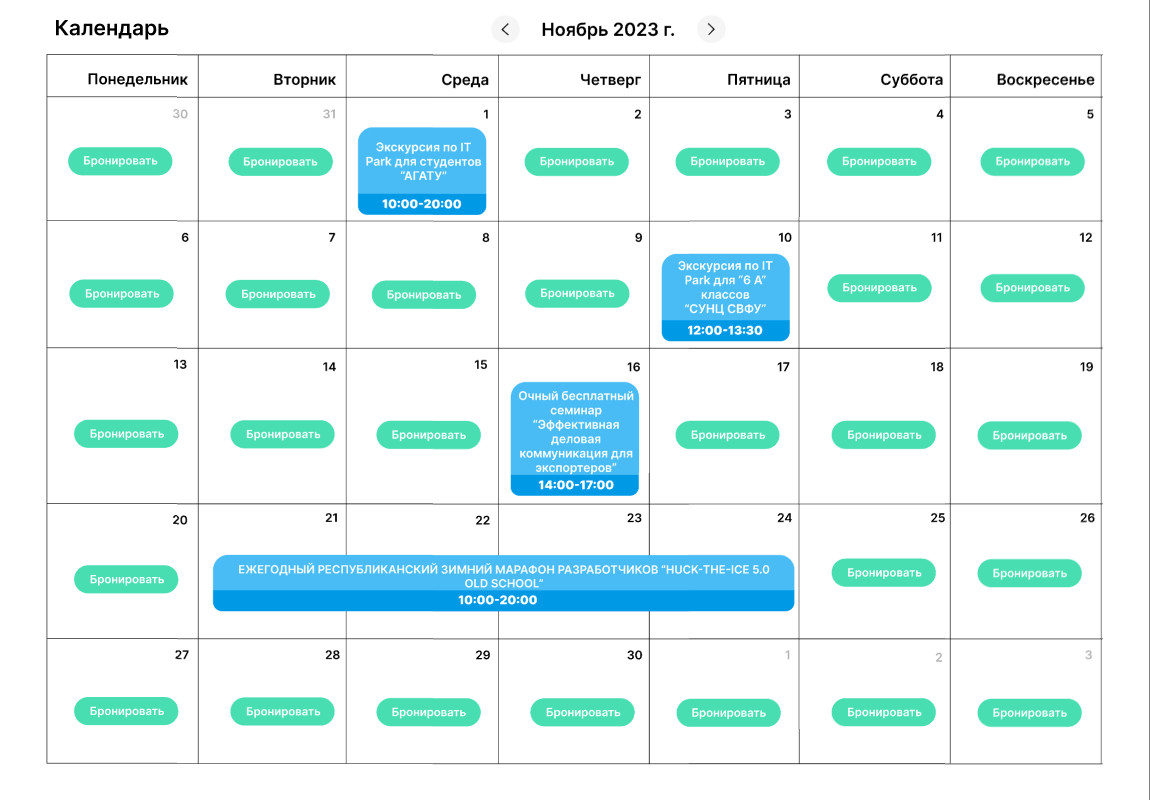 Календарь
Ноябрь 2023 г.
Понедельник Вторник Среда Четверг Пятница Суббота Воскресенье
30 31 1 2 3 4 5
Бронировать Бронировать Бронировать Бронировать Бронировать Бронировать
Экскурсия по IT
Park для студентов
“АГАТУ”
10:00-20:00
6 7 8 9 10 11 12
Бронировать Бронировать Бронировать Бронировать Бронировать Бронировать
Экскурсия по IT
Park для “6 А”
классов
“СУНЦ СВФУ”
12:00-13:30
13 14 15 16 17 18 19
Бронировать Бронировать Бронировать Бронировать Бронировать Бронировать
Очный бесплатный
семинар
“Эффективная
деловая
коммуникация для
экспортеров”
14:00-17:00
20 21 22 23 24 25 26
Бронировать Бронировать Бронировать
ЕЖЕГОДНЫЙ РЕСПУБЛИКАНСКИЙ ЗИМНИЙ МАРАФОН РАЗРАБОТЧИКОВ “HUCK-THE-ICE 5.0
OLD SCHOOL”
10:00-20:00
27 28 29 30 1 2 3
Бронировать Бронировать Бронировать Бронировать Бронировать Бронировать Бронировать